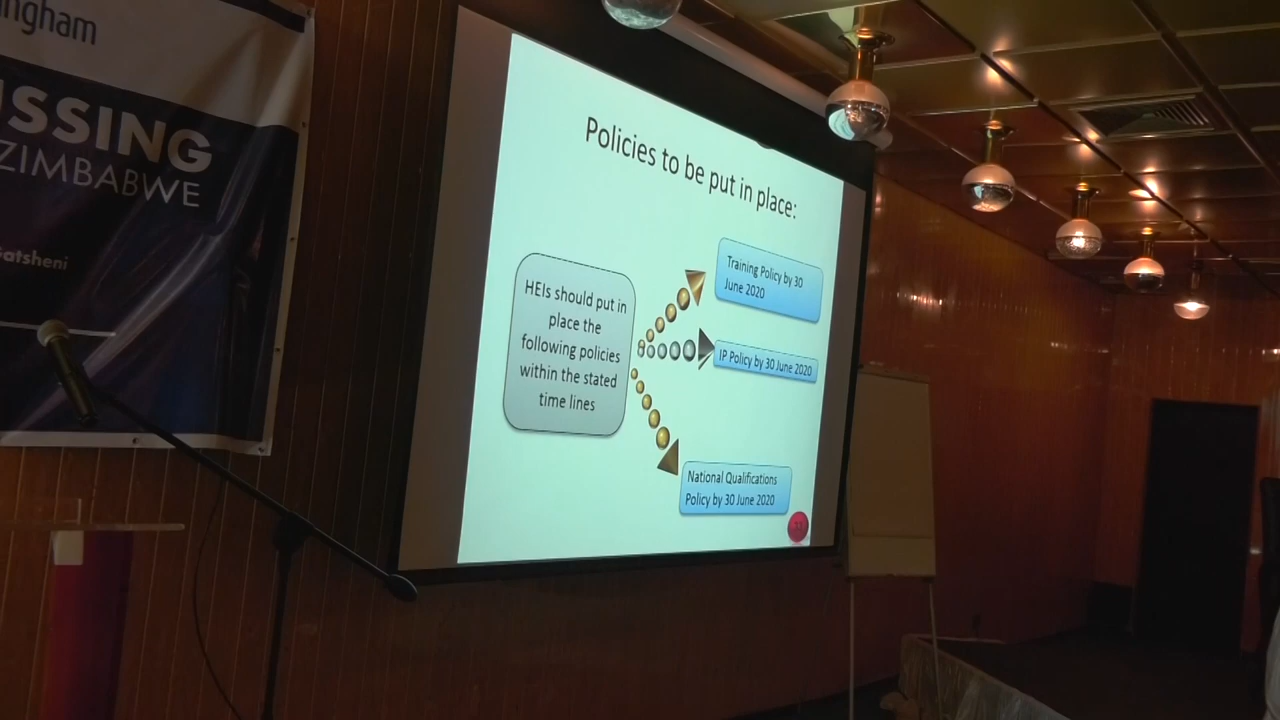 ngham
SSING
ZIMBABWE
atsheni
Policies to be put in place:
HEIs should put in
place the
following policies
within the stated
time lines
Training Policy by 30
June 2020
IP Policy by 30 June 2020
National Qualifications
Policy by 30 June 2020